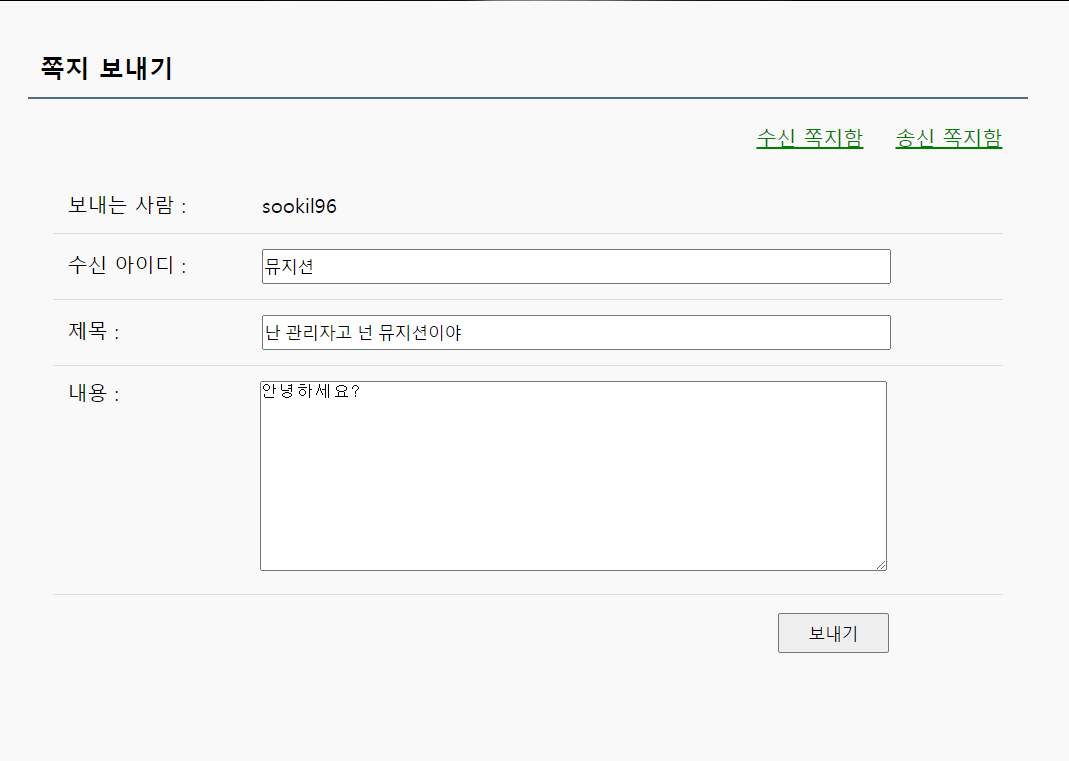 쪽지 보내기
수신 쪽지함 송신 쪽지함
보내는 사람 : sookil96
수신 아이디 : 뮤지션
제목 : 난 관리자고 넌 뮤지션이야
내용 : 안녕하세요?
보내기